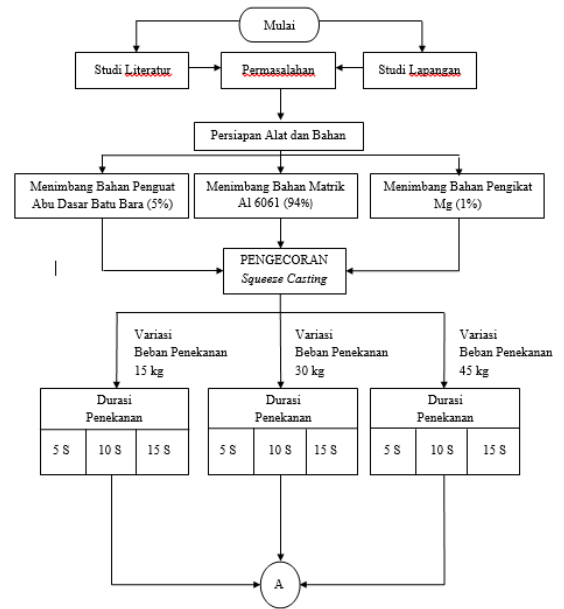 Mulai
Studi Literatur
Permasalahan
Studi Lapangan
Persiapan Alat dan Bahan
Menimbang Bahan Penguat
Abu Dasar Batu Bara (5%)
Menimbang Bahan Matrik
Al 6061 (94%)
Menimbang Bahan Pengikat
Mg (1%)
PENGECORAN
Squeeze Casting
Variasi
Beban Penekanan
15 kg
Variasi
Beban Penekanan
30 kg
Variasi
Beban Penekanan
45 kg
Durasi
Penekanan
5 S 10 S 15 S
Durasi
Penekanan
5 S 10 S 15 S
Durasi
Penekanan
5 S 10 S 15 S
A